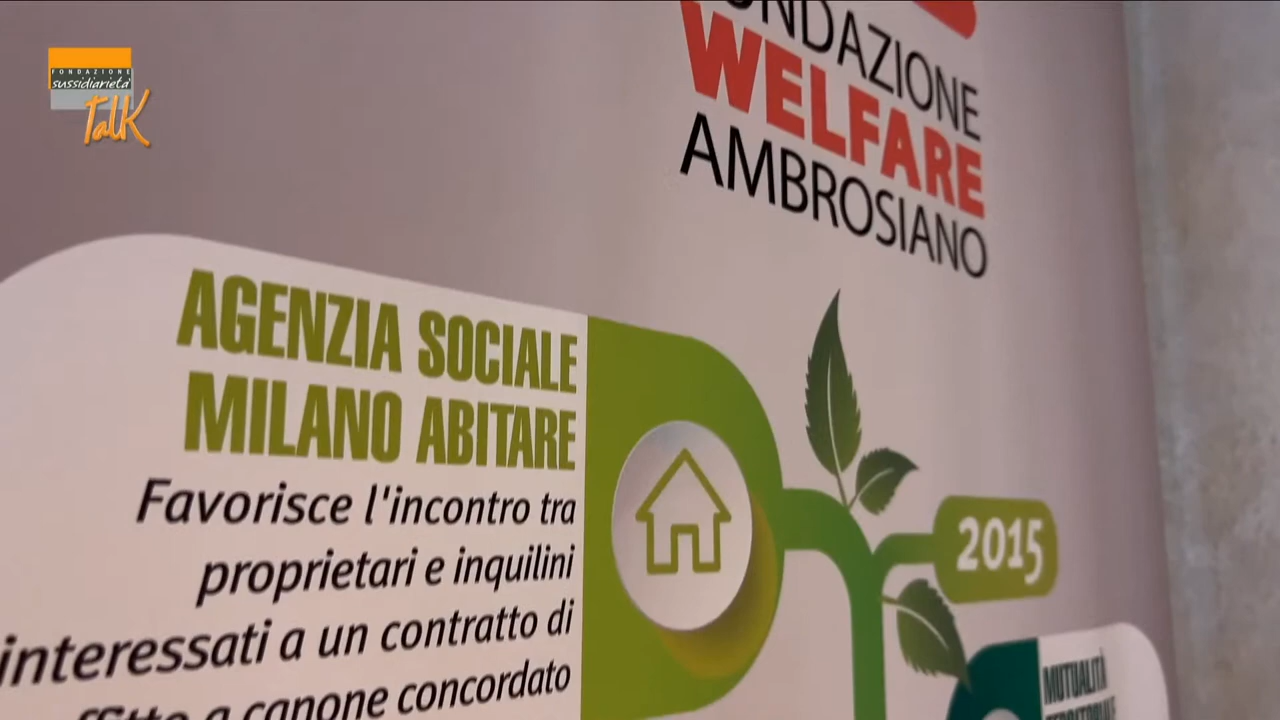 FONDAZIONE
sussidiarietà
Talk
FONDAZIONE
WELFARE
AMBROSIANO
AGENZIA SOCIALE
MILANO ABITARE
Favorisce l'incontro tra
proprietari e inquilini
interessati a un contratto di
a canone concordato
2015
MUTUALITÀ